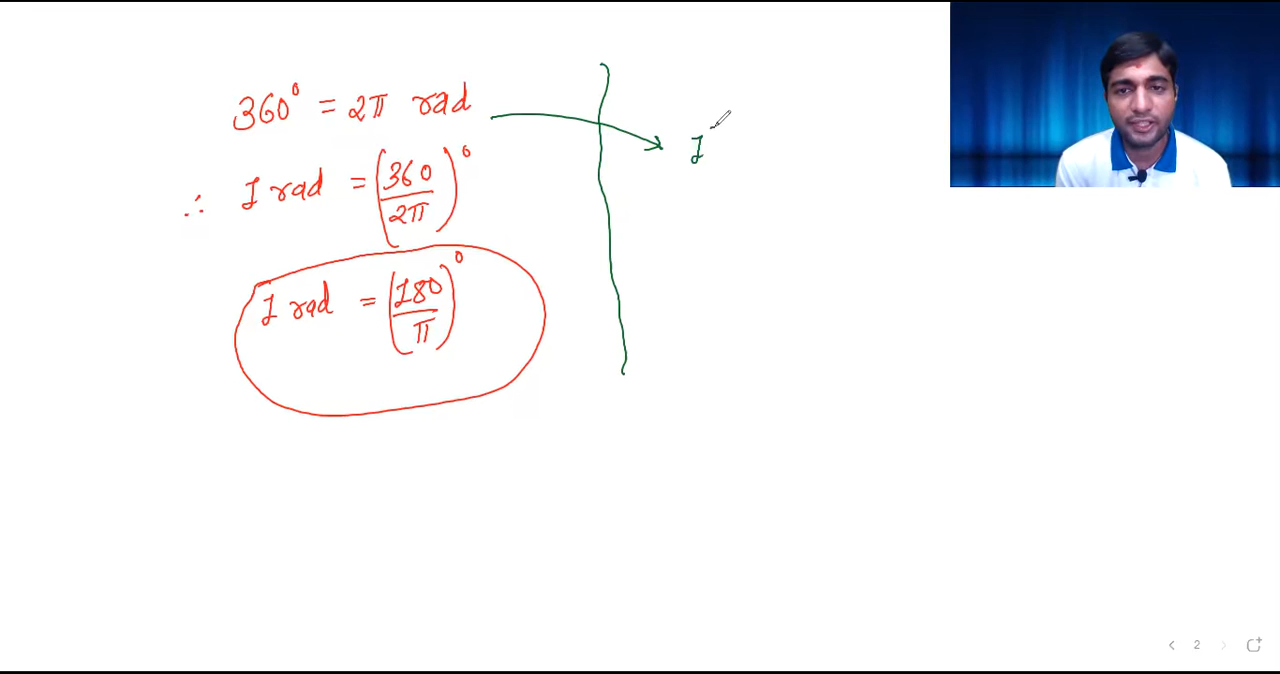 360° = 2π rad
∴ 1 rad = (360/2π)°
1 rad = (180/π)°
1
2